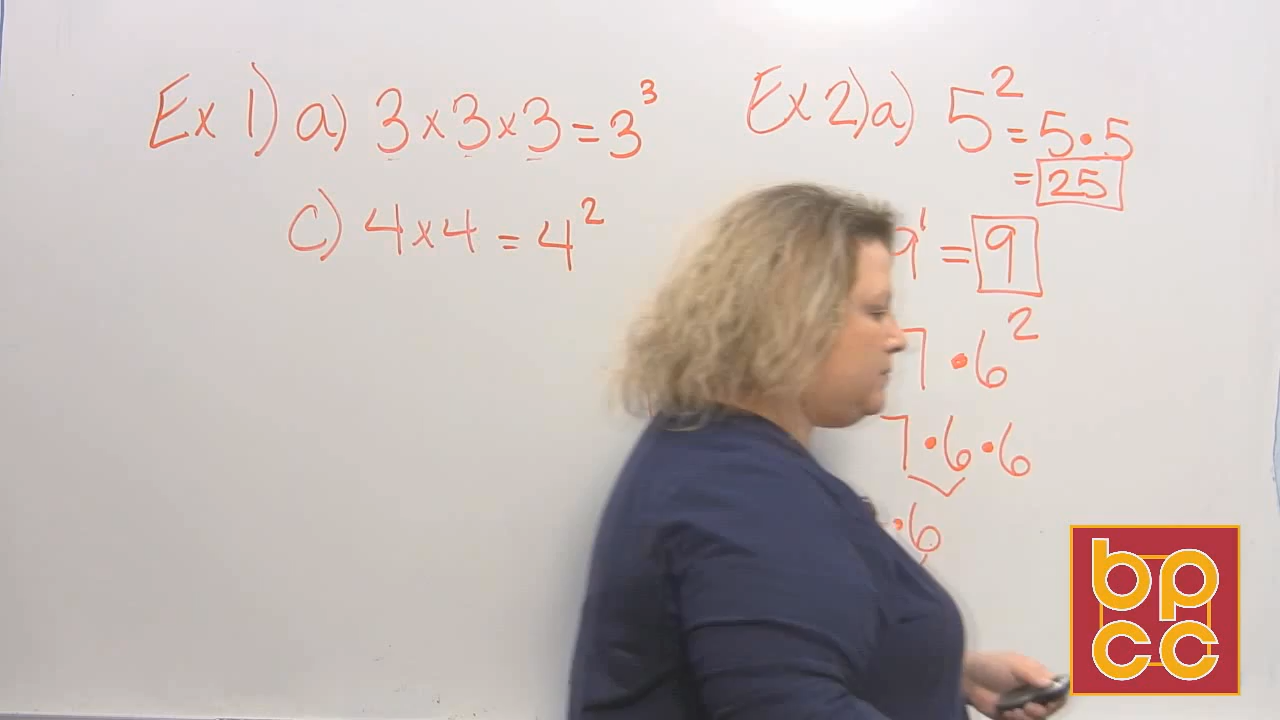 Ex 1) a) 3 × 3 × 3 = 3³
c) 4 × 4 = 4²
Ex 2) a) 5² = 5 • 5
= 25
9¹ = 9
7 • 6²
7 • 6 • 6
• 6
bp
cc